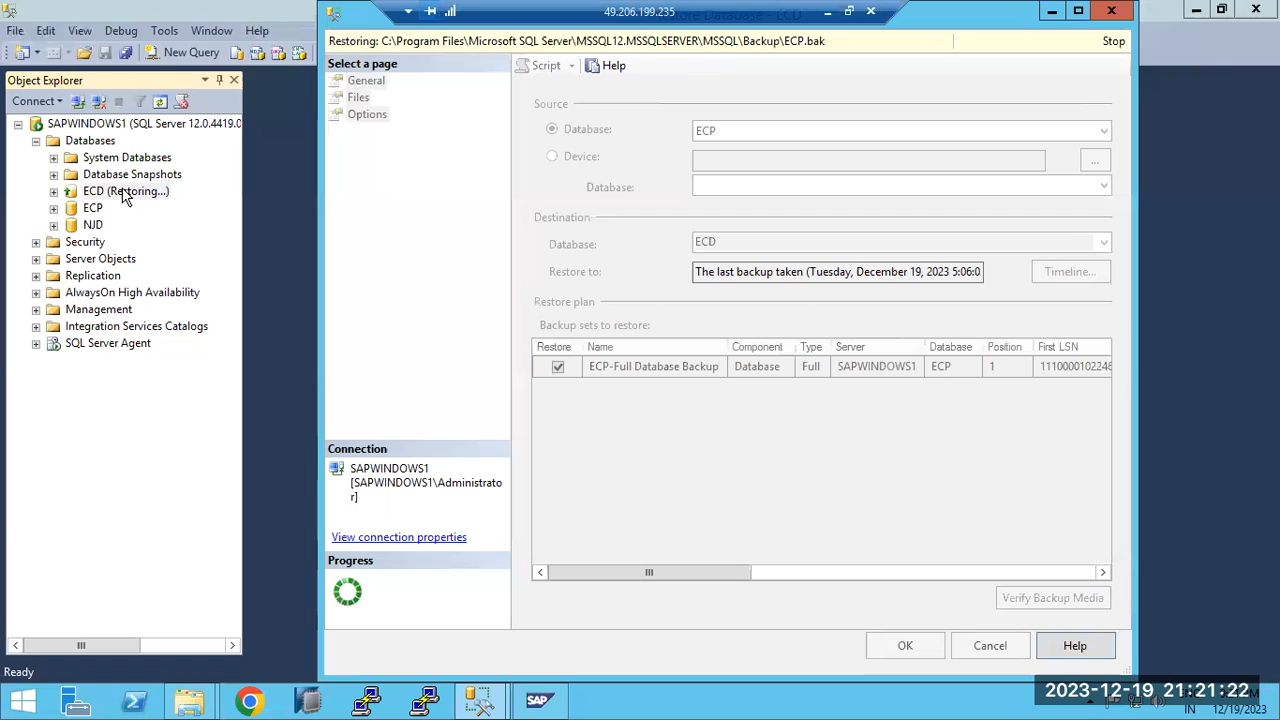 49.206.199.235
Restoring: C:\Program Files\Microsoft SQL Server\MSSQL12.MSSQLSERVER\MSSQL\Backup\ECP.bak
Stop
File Edit View Debug Tools Window Help
New Query
Object Explorer
Connect
SAPWINDOWS1 (SQL Server 12.0.4419.0
Databases
System Databases
Database Snapshots
ECD (Restoring...)
ECP
NJD
Security
Server Objects
Replication
AlwaysOn High Availability
Management
Integration Services Catalogs
SQL Server Agent
Ready
Select a page
General
Files
Options
Connection
SAPWINDOWS1
[SAPWINDOWS1\Administrato
r]
View connection properties
Progress
Script
Help
Source
Database:
ECP
Device:
...
Database:
Destination
Database:
ECD
Restore to:
The last backup taken (Tuesday, December 19, 2023 5:06:0
Timeline...
Restore plan
Backup sets to restore:
Restore Name Component Type Server Database Position First LSN
ECP-Full Database Backup Database Full SAPWINDOWS1 ECP 1 1110000102248
Verify Backup Media
OK
Cancel
Help
SAP
2023-12-19 21:21:22
IN
12/19/2023